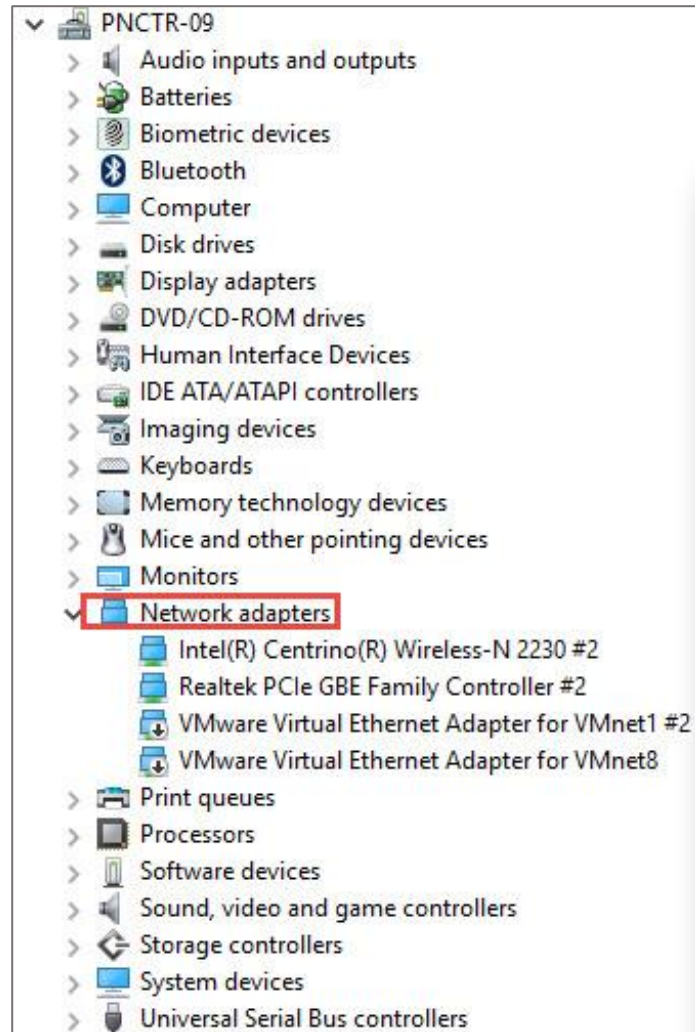 PNCTR-09
Audio inputs and outputs
Batteries
Biometric devices
Bluetooth
Computer
Disk drives
Display adapters
DVD/CD-ROM drives
Human Interface Devices
IDE ATA/ATAPI controllers
Imaging devices
Keyboards
Memory technology devices
Mice and other pointing devices
Monitors
Network adapters
Intel(R) Centrino(R) Wireless-N 2230 #2
Realtek PCIe GBE Family Controller #2
VMware Virtual Ethernet Adapter for VMnet1 #2
VMware Virtual Ethernet Adapter for VMnet8
Print queues
Processors
Software devices
Sound, video and game controllers
Storage controllers
System devices
Universal Serial Bus controllers